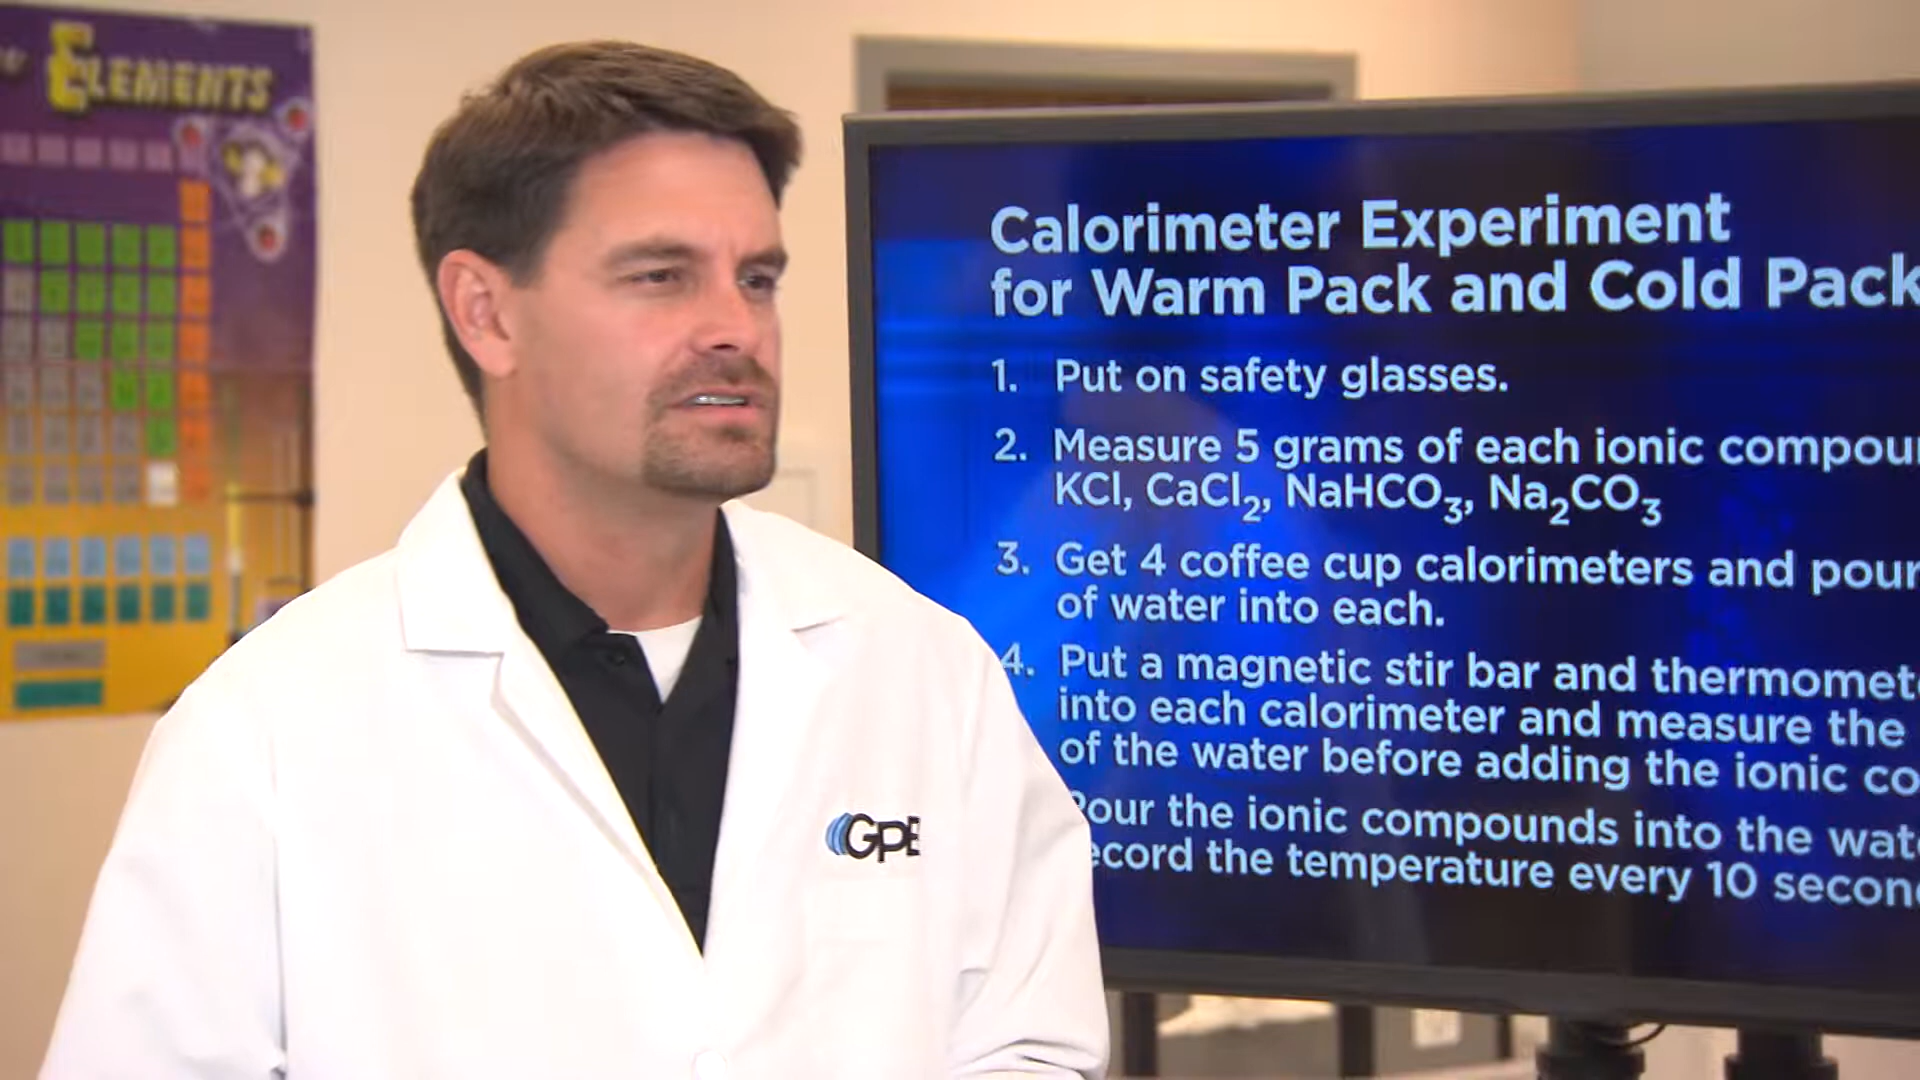 ELEMENTS
Calorimeter Experiment
for Warm Pack and Cold Pack
1. Put on safety glasses.
2. Measure 5 grams of each ionic
KCl, CaCl₂, NaHCO₃, Na₂CO₃
3. Get 4 coffee cup calorimeters and pour
of water into each.
4. Put a magnetic stir bar and
into each calorimeter and measure the
of the water before adding the ionic
Pour the ionic compounds into the
record the temperature every 10
GPB